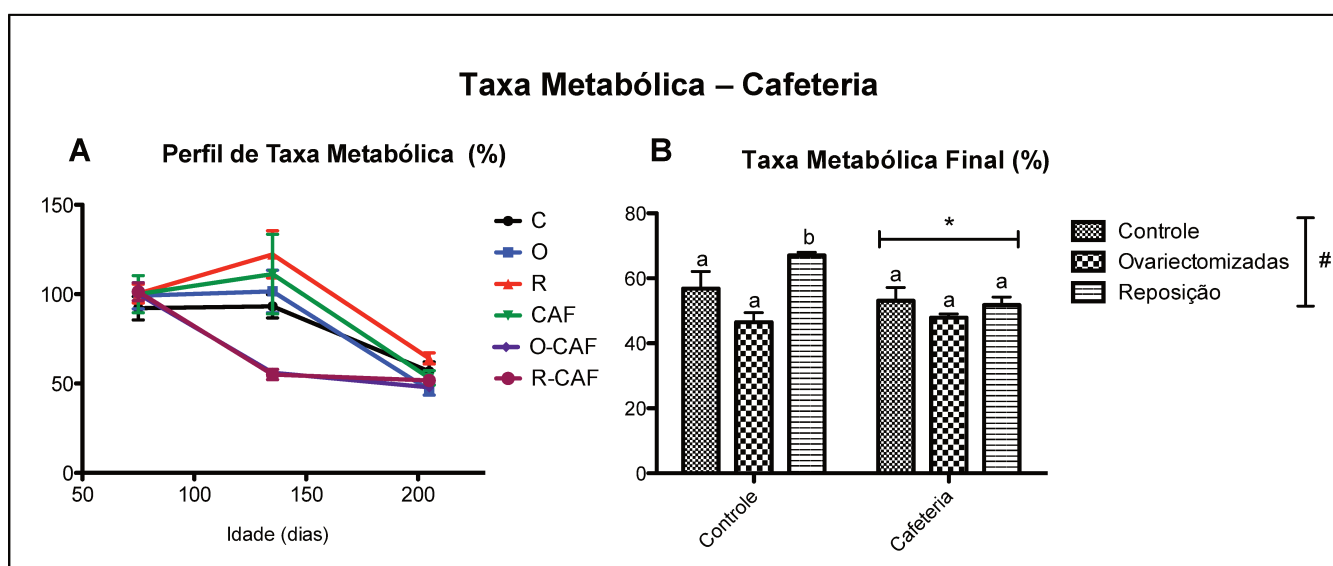 Taxa Metabólica – Cafeteria
A
Perfil de Taxa Metabólica (%)
150
100
50
0
50
100
150
200
Idade (dias)
C
O
R
CAF
O-CAF
R-CAF
B
Taxa Metabólica Final (%)
80
60
40
20
0
a
a
b
*
a
a
a
Controle
Cafeteria
Controle
Ovariectomizadas
Reposição
#